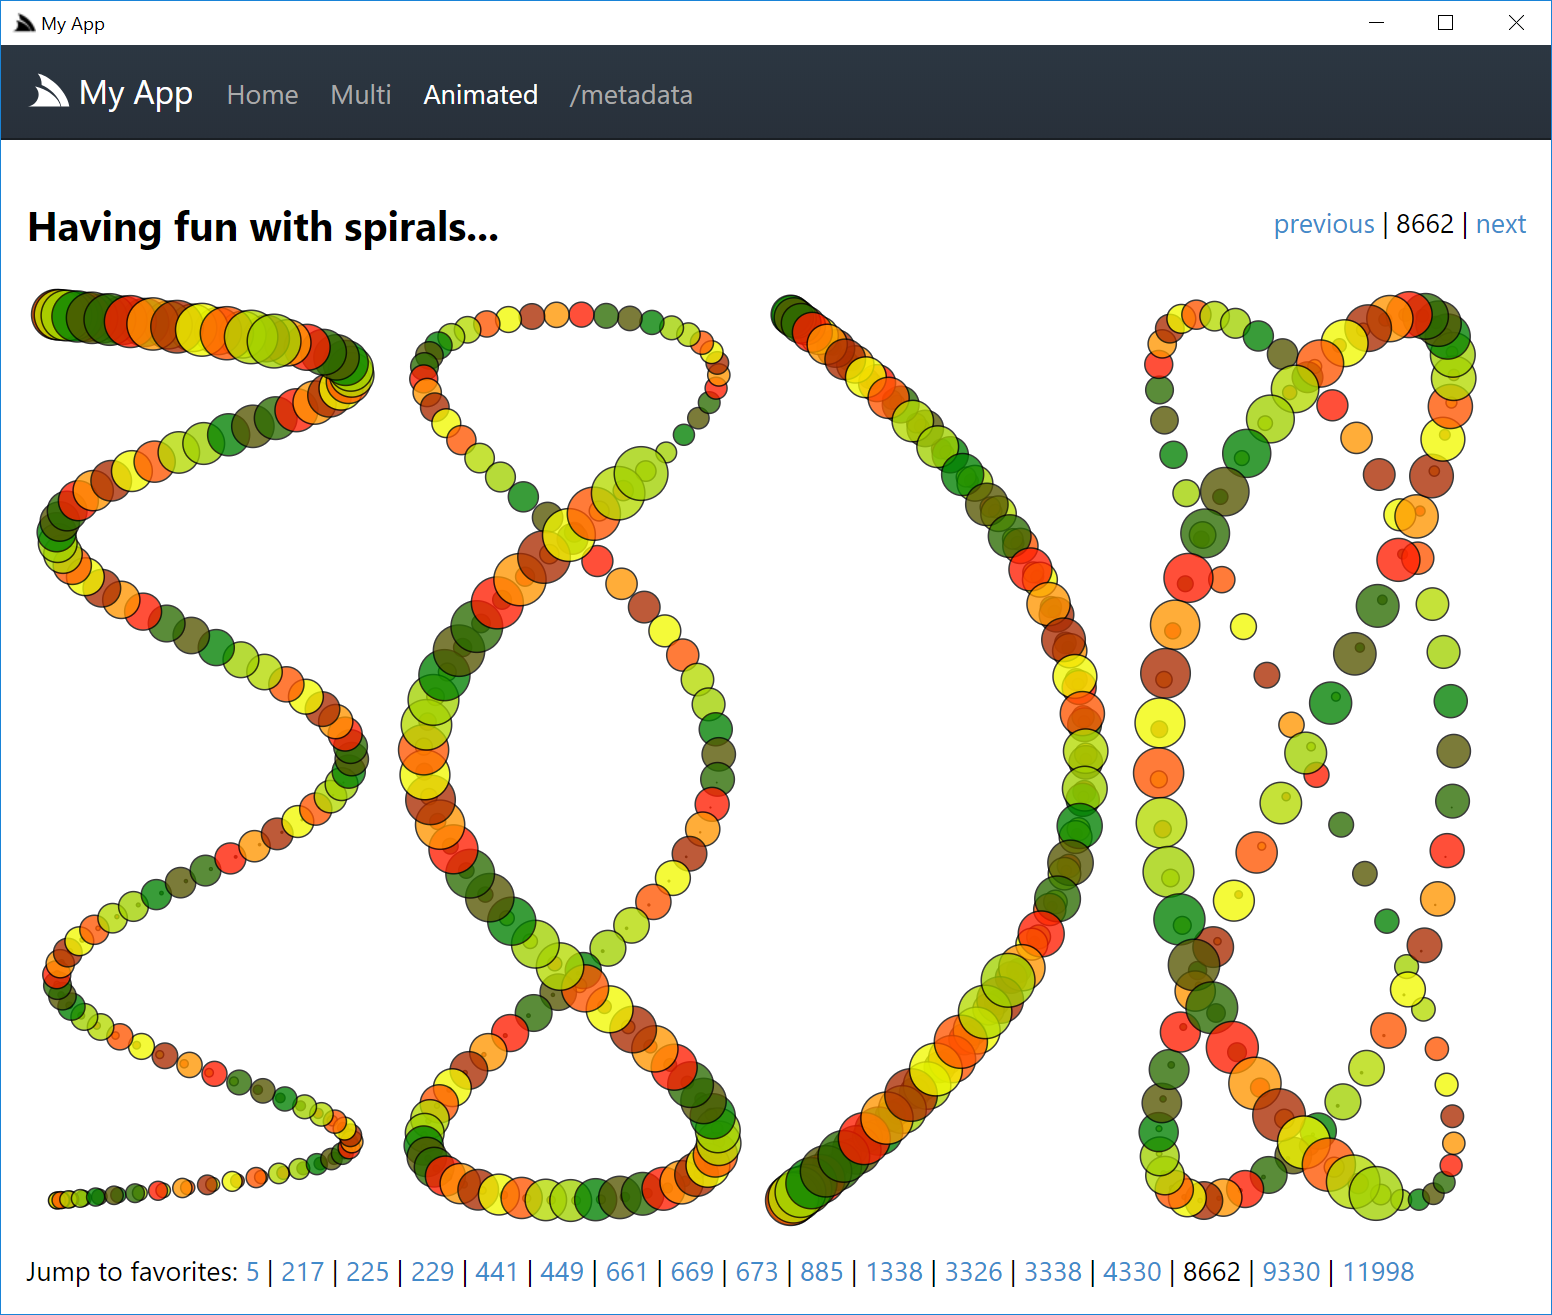 My App
My App Home Multi Animated /metadata
Having fun with spirals... previous | 8662 | next
Jump to favorites: 5 | 217 | 225 | 229 | 441 | 449 | 661 | 669 | 673 | 885 | 1338 | 3326 | 3338 | 4330 | 8662 | 9330 | 11998